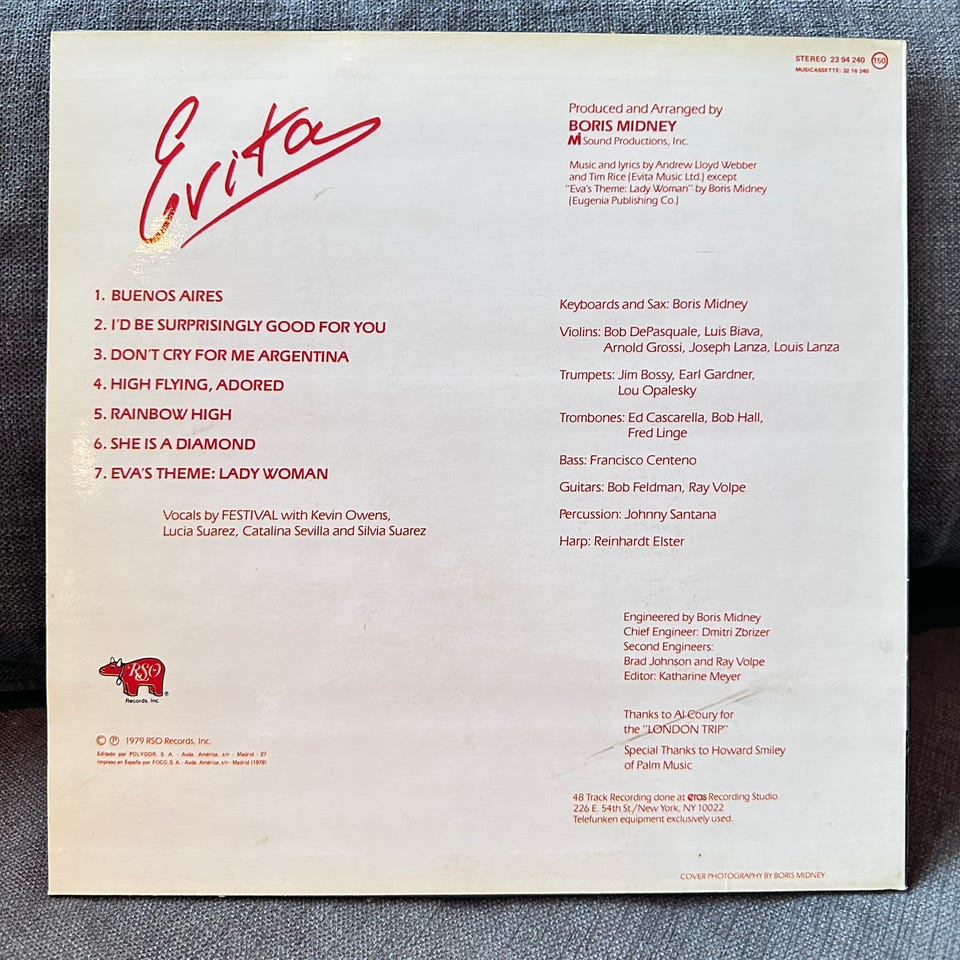 STEREO 23 94 240 150
MUSICASSETTE: 32 16 240
Evita
Produced and Arranged by
BORIS MIDNEY
M Sound Productions, Inc.
Music and lyrics by Andrew Lloyd Webber
and Tim Rice (Evita Music Ltd.) except
"Eva's Theme: Lady Woman" by Boris Midney
(Eugenia Publishing Co.)
1. BUENOS AIRES
2. I'D BE SURPRISINGLY GOOD FOR YOU
3. DON'T CRY FOR ME ARGENTINA
4. HIGH FLYING, ADORED
5. RAINBOW HIGH
6. SHE IS A DIAMOND
7. EVA'S THEME: LADY WOMAN
Vocals by FESTIVAL with Kevin Owens,
Lucia Suarez, Catalina Sevilla and Silvia Suarez
Keyboards and Sax: Boris Midney
Violins: Bob DePasquale, Luis Biava,
Arnold Grossi, Joseph Lanza, Louis Lanza
Trumpets: Jim Bossy, Earl Gardner,
Lou Opalesky
Trombones: Ed Cascarella, Bob Hall,
Fred Linge
Bass: Francisco Centeno
Guitars: Bob Feldman, Ray Volpe
Percussion: Johnny Santana
Harp: Reinhardt Elster
Engineered by Boris Midney
Chief Engineer: Dmitri Zbrizer
Second Engineers:
Brad Johnson and Ray Volpe
Editor: Katharine Meyer
Thanks to Al Coury for
the "LONDON TRIP"
Special Thanks to Howard Smiley
of Palm Music
RSO
®
Records, Inc.
© ℗ 1979 RSO Records, Inc.
Editado por POLYDOR, S. A. - Avda. América, s/n - Madrid - 27
Impreso en España por FOCO, S. A. - Avda. América, s/n - Madrid (1979)
48 Track Recording done at eras Recording Studio
226 E. 54th St./New York, NY 10022
Telefunken equipment exclusively used.
COVER PHOTOGRAPHY BY BORIS MIDNEY